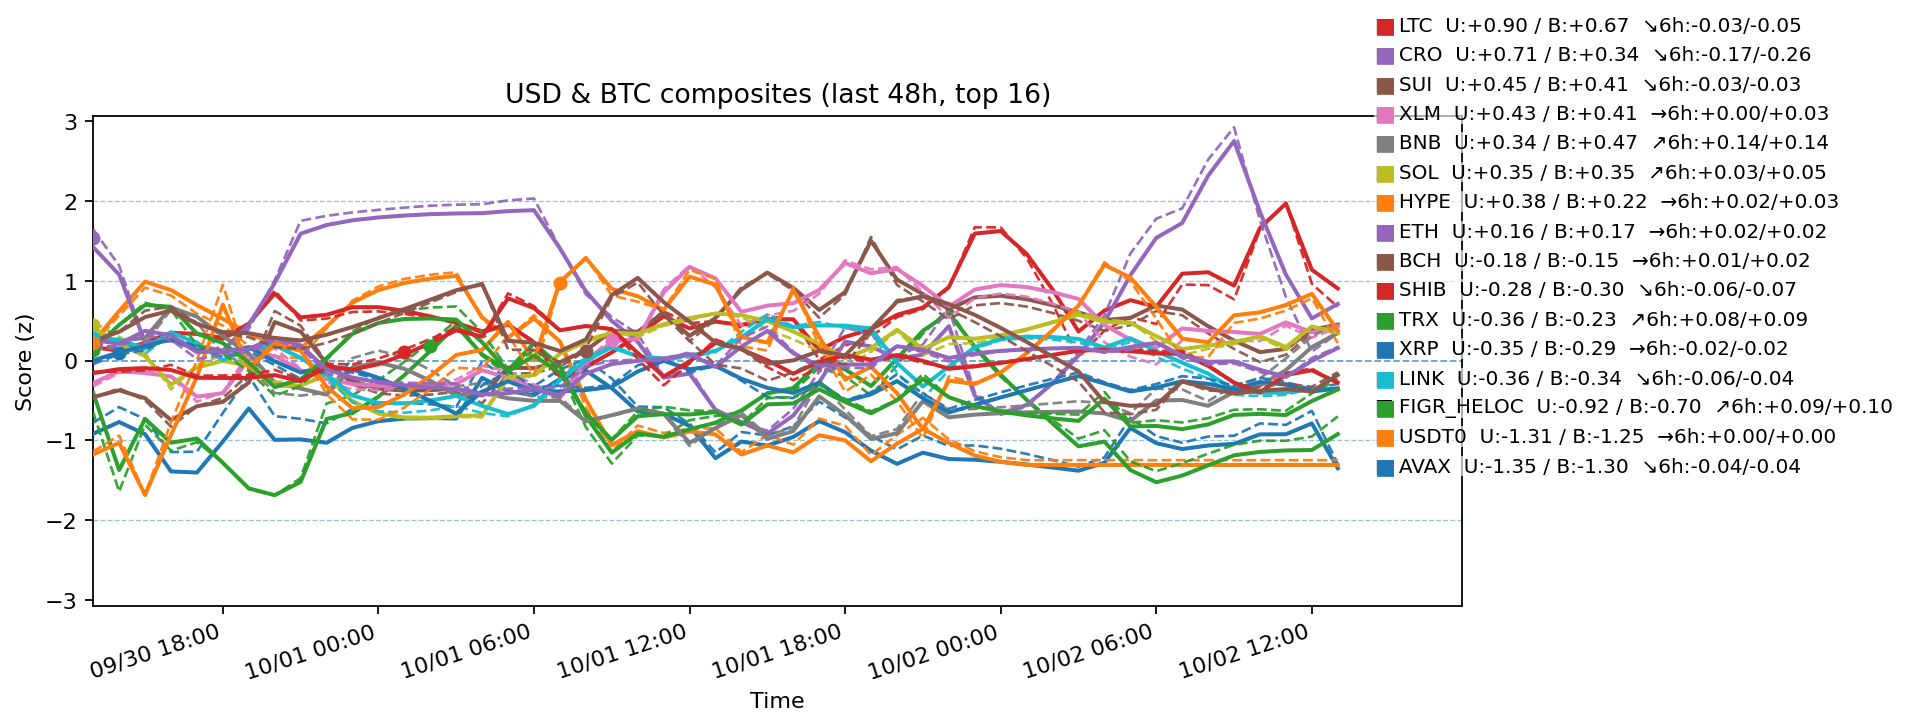 LTC  U:+0.90 / B:+0.67  ↘6h:-0.03/-0.05
CRO  U:+0.71 / B:+0.34  ↘6h:-0.17/-0.26
SUI  U:+0.45 / B:+0.41  ↘6h:-0.03/-0.03
XLM  U:+0.43 / B:+0.41  →6h:+0.00/+0.03
BNB  U:+0.34 / B:+0.47  ↗6h:+0.14/+0.14
SOL  U:+0.35 / B:+0.35  ↗6h:+0.03/+0.05
HYPE  U:+0.38 / B:+0.22  →6h:+0.02/+0.03
ETH  U:+0.16 / B:+0.17  →6h:+0.02/+0.02
BCH  U:-0.18 / B:-0.15  →6h:+0.01/+0.02
SHIB  U:-0.28 / B:-0.30  ↘6h:-0.06/-0.07
TRX  U:-0.36 / B:-0.23  ↗6h:+0.08/+0.09
XRP  U:-0.35 / B:-0.29  →6h:-0.02/-0.02
LINK  U:-0.36 / B:-0.34  ↘6h:-0.06/-0.04
FIGR_HELOC  U:-0.92 / B:-0.70  ↗6h:+0.09/+0.10
USDT0  U:-1.31 / B:-1.25  →6h:+0.00/+0.00
AVAX  U:-1.35 / B:-1.30  ↘6h:-0.04/-0.04
USD & BTC composites (last 48h, top 16)
3
2
1
0
−1
−2
−3
Score (z)
09/30 18:00
10/01 00:00
10/01 06:00
10/01 12:00
10/01 18:00
10/02 00:00
10/02 06:00
10/02 12:00
Time